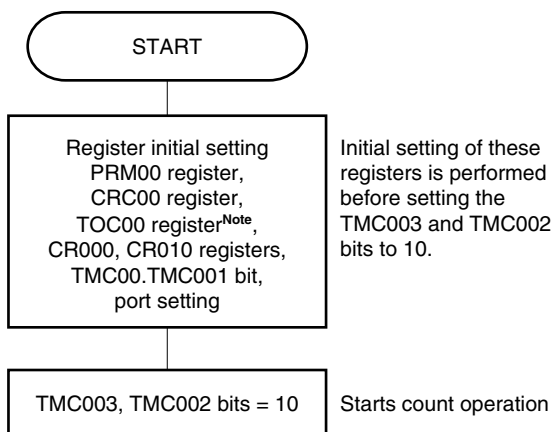 START
Register initial setting
PRM00 register,
CRC00 register,
TOC00 registerNote,
CR000, CR010 registers,
TMC00.TMC001 bit,
port setting
Initial setting of these
registers is performed
before setting the
TMC003 and TMC002
bits to 10.
TMC003, TMC002 bits = 10
Starts count operation